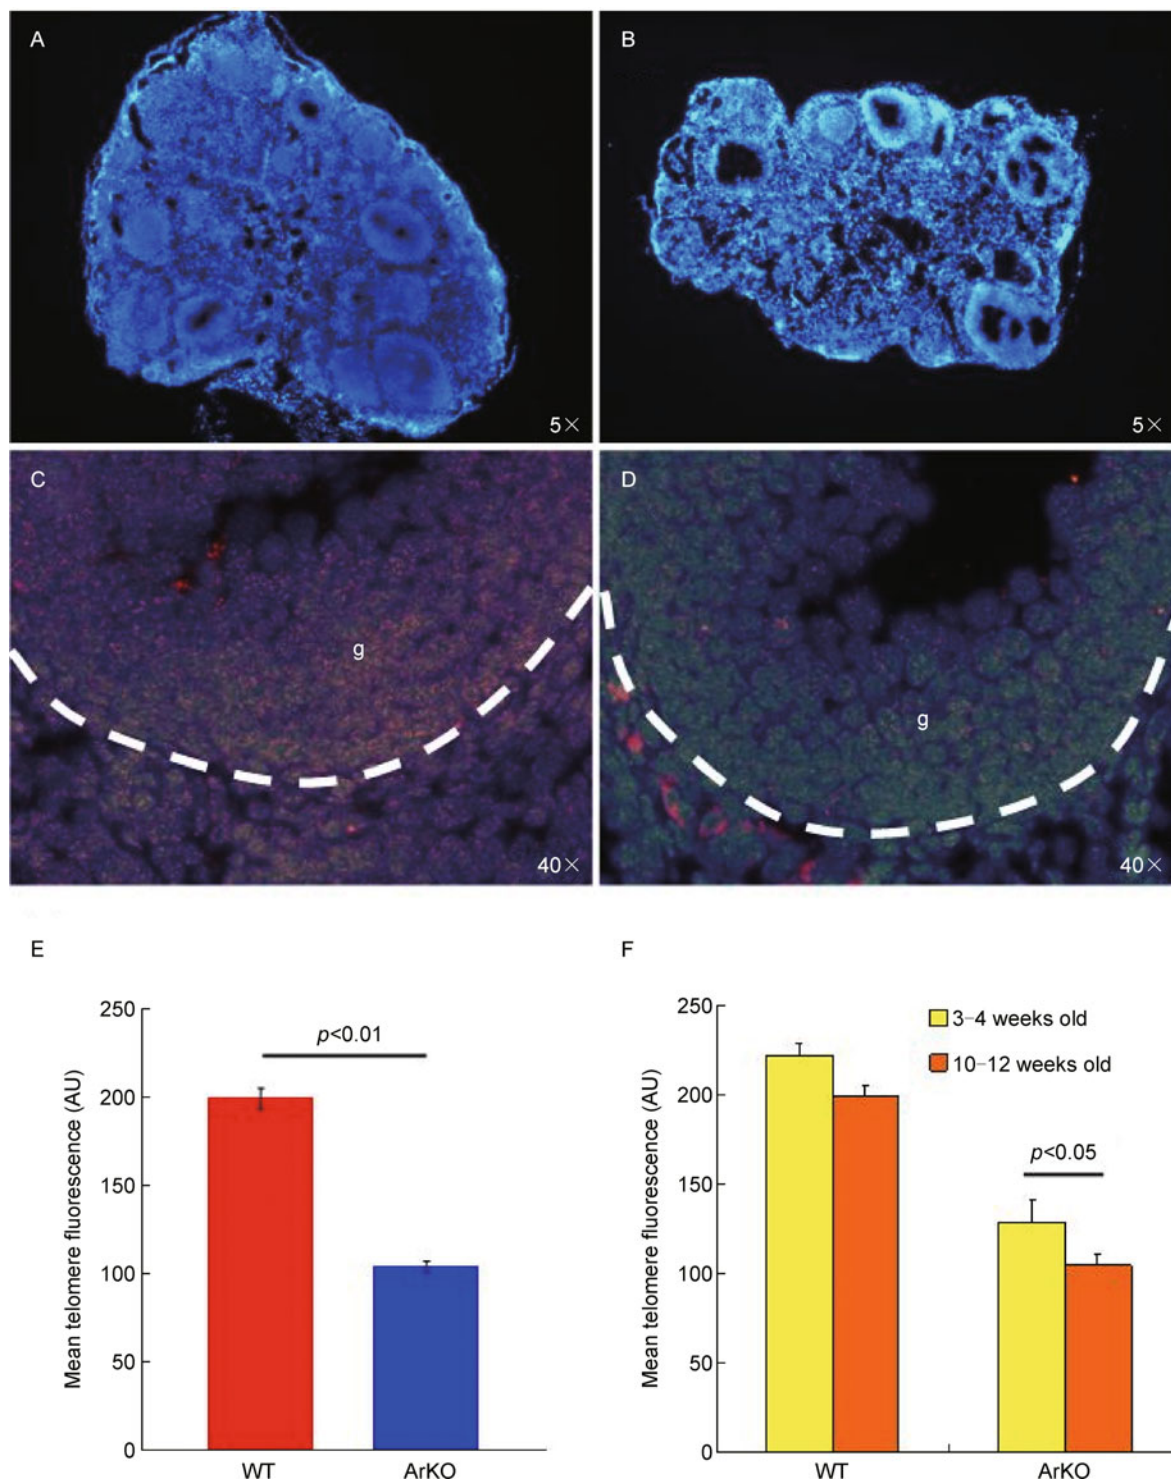 A
B
5×
5×
C
D
g
g
40×
40×
E
F
250
200
150
100
50
0
Mean telomere fluorescence (AU)
p<0.01
WT
ArKO
250
200
150
100
50
0
Mean telomere fluorescence (AU)
3–4 weeks old
10–12 weeks old
p<0.05
WT
ArKO